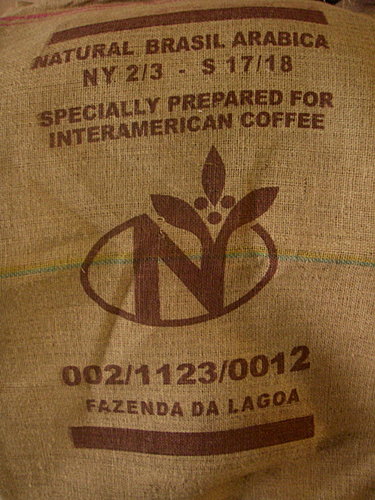 NATURAL BRASIL ARABICA
NY 2/3 - S 17/18
SPECIALLY PREPARED FOR
INTERAMERICAN COFFEE
N
002/1123/0012
FAZENDA DA LAGOA